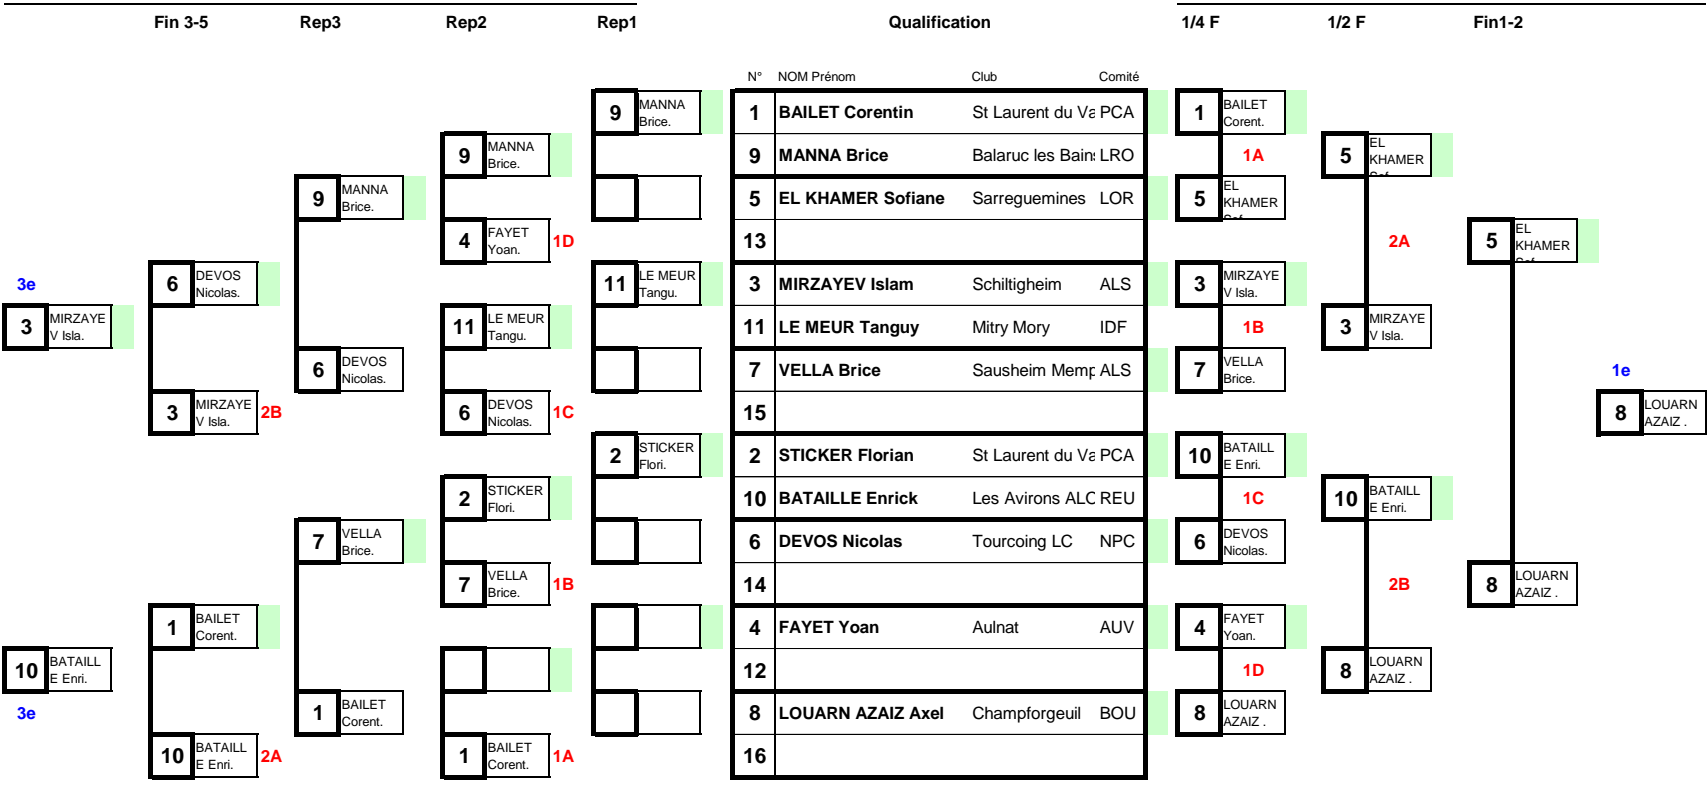 Fin 3-5 Rep3 Rep2 Rep1 Qualification 1/4 F 1/2 F Fin1-2
N° NOM Prénom Club Comité
9 MANNA Brice. 1 BAILET Corentin St Laurent du Va PCA 1 BAILET Corent.
9 MANNA Brice. 9 MANNA Brice Balaruc les Bain LRO 1A 5 EL KHAMER
9 MANNA Brice. 5 EL KHAMER Sofiane Sarreguemines LOR 5 EL KHAMER
4 FAYET Yoan. 1D 13 2A 5 EL KHAMER
3e 6 DEVOS Nicolas. 11 LE MEUR Tangu. 3 MIRZAYEV Islam Schiltigheim ALS 3 MIRZAYE V Isla.
3 MIRZAYE V Isla. 11 LE MEUR Tangu. 11 LE MEUR Tanguy Mitry Mory IDF 1B 3 MIRZAYE V Isla.
6 DEVOS Nicolas. 7 VELLA Brice Sausheim Memp ALS 7 VELLA Brice. 1e
3 MIRZAYE V Isla. 2B 6 DEVOS Nicolas. 1C 15 8 LOUARN AZAIZ .
2 STICKER Flori. 2 STICKER Florian St Laurent du Va PCA 10 BATAILL E Enri.
2 STICKER Flori. 10 BATAILLE Enrick Les Avirons ALC REU 1C 10 BATAILL E Enri.
7 VELLA Brice. 6 DEVOS Nicolas Tourcoing LC NPC 6 DEVOS Nicolas.
7 VELLA Brice. 1B 14 2B 8 LOUARN AZAIZ .
1 BAILET Corent. 4 FAYET Yoan Aulnat AUV 4 FAYET Yoan.
10 BATAILL E Enri. 12 1D 8 LOUARN AZAIZ .
3e 1 BAILET Corent. 8 LOUARN AZAIZ Axel Champforgeuil BOU 8 LOUARN AZAIZ .
10 BATAILL E Enri. 2A 1 BAILET Corent. 1A 16